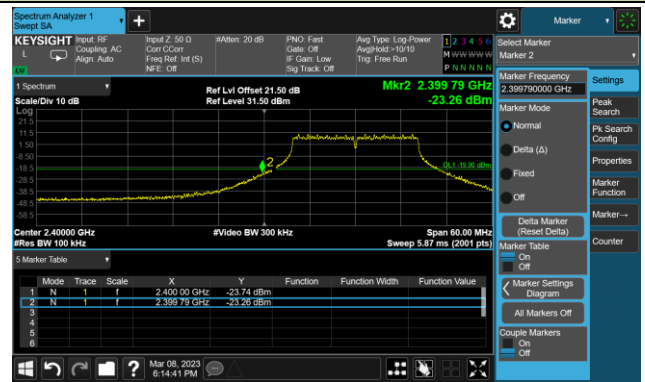 Spectrum Analyzer 1
Swept SA
Marker
KEYSIGHT
Input: RF
Coupling: AC
Align: Auto
Input Z: 50 Ω
Corr CCorr
Freq Ref: Int (S)
NFE: Off
#Atten: 20 dB
PNO: Fast
Gate: Off
IF Gain: Low
Sig Track: Off
Avg Type: Log-Power
Avg|Hold:>10/10
Trig: Free Run
1 2 3 4 5 6
M W W W W W
P N N N N N
L
LW
Select Marker
Marker 2
1 Spectrum
Scale/Div 10 dB
Ref Lvl Offset 21.50 dB
Ref Level 31.50 dBm
Mkr2 2.399 79 GHz
-23.26 dBm
Log
21.5
11.5
1.50
-8.50
-18.5
-28.5
-38.5
-48.5
-58.5
2
DL1 -19.90 dBm
Center 2.40000 GHz
#Res BW 100 kHz
#Video BW 300 kHz
Span 60.00 MHz
Sweep 5.87 ms (2001 pts)
5 Marker Table
Mode Trace Scale X Y Function Function Width Function Value
1 N 1 f 2.400 00 GHz -23.74 dBm
2 N 1 f 2.399 79 GHz -23.26 dBm
3
4
5
6
Marker Frequency
2.399790000 GHz
Marker Mode
Normal
Delta (Δ)
Fixed
Off
Delta Marker
(Reset Delta)
Marker Table
On
Off
Marker Settings
Diagram
All Markers Off
Couple Markers
On
Off
Settings
Peak
Search
Pk Search
Config
Properties
Marker
Function
Marker→
Counter
?
Mar 08, 2023
6:14:41 PM